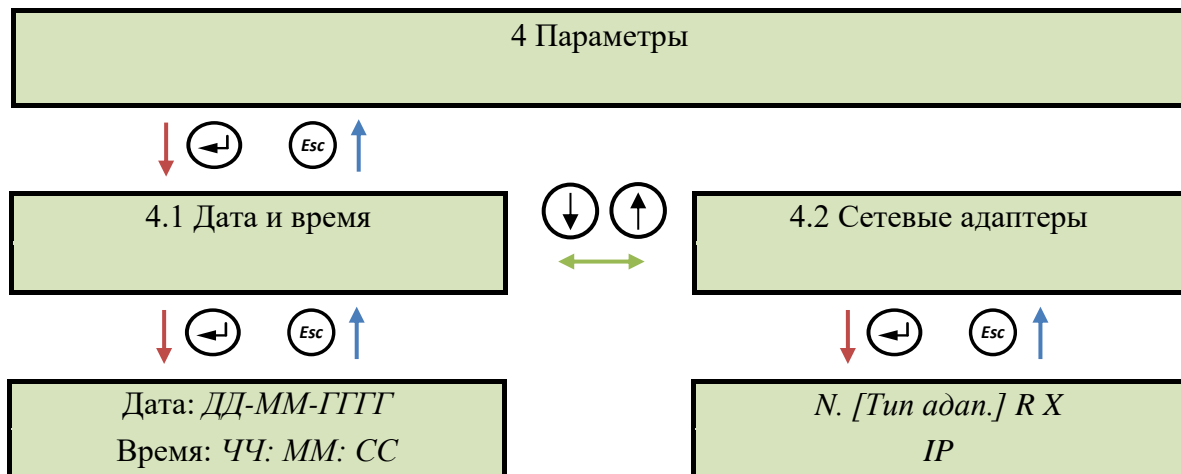 4 Параметры
Esc
4.1 Дата и время
4.2 Сетевые адаптеры
Esc
Esc
Дата: ДД-ММ-ГГГГ
Время: ЧЧ: ММ: СС
N. [Тип адап.] R X
IP